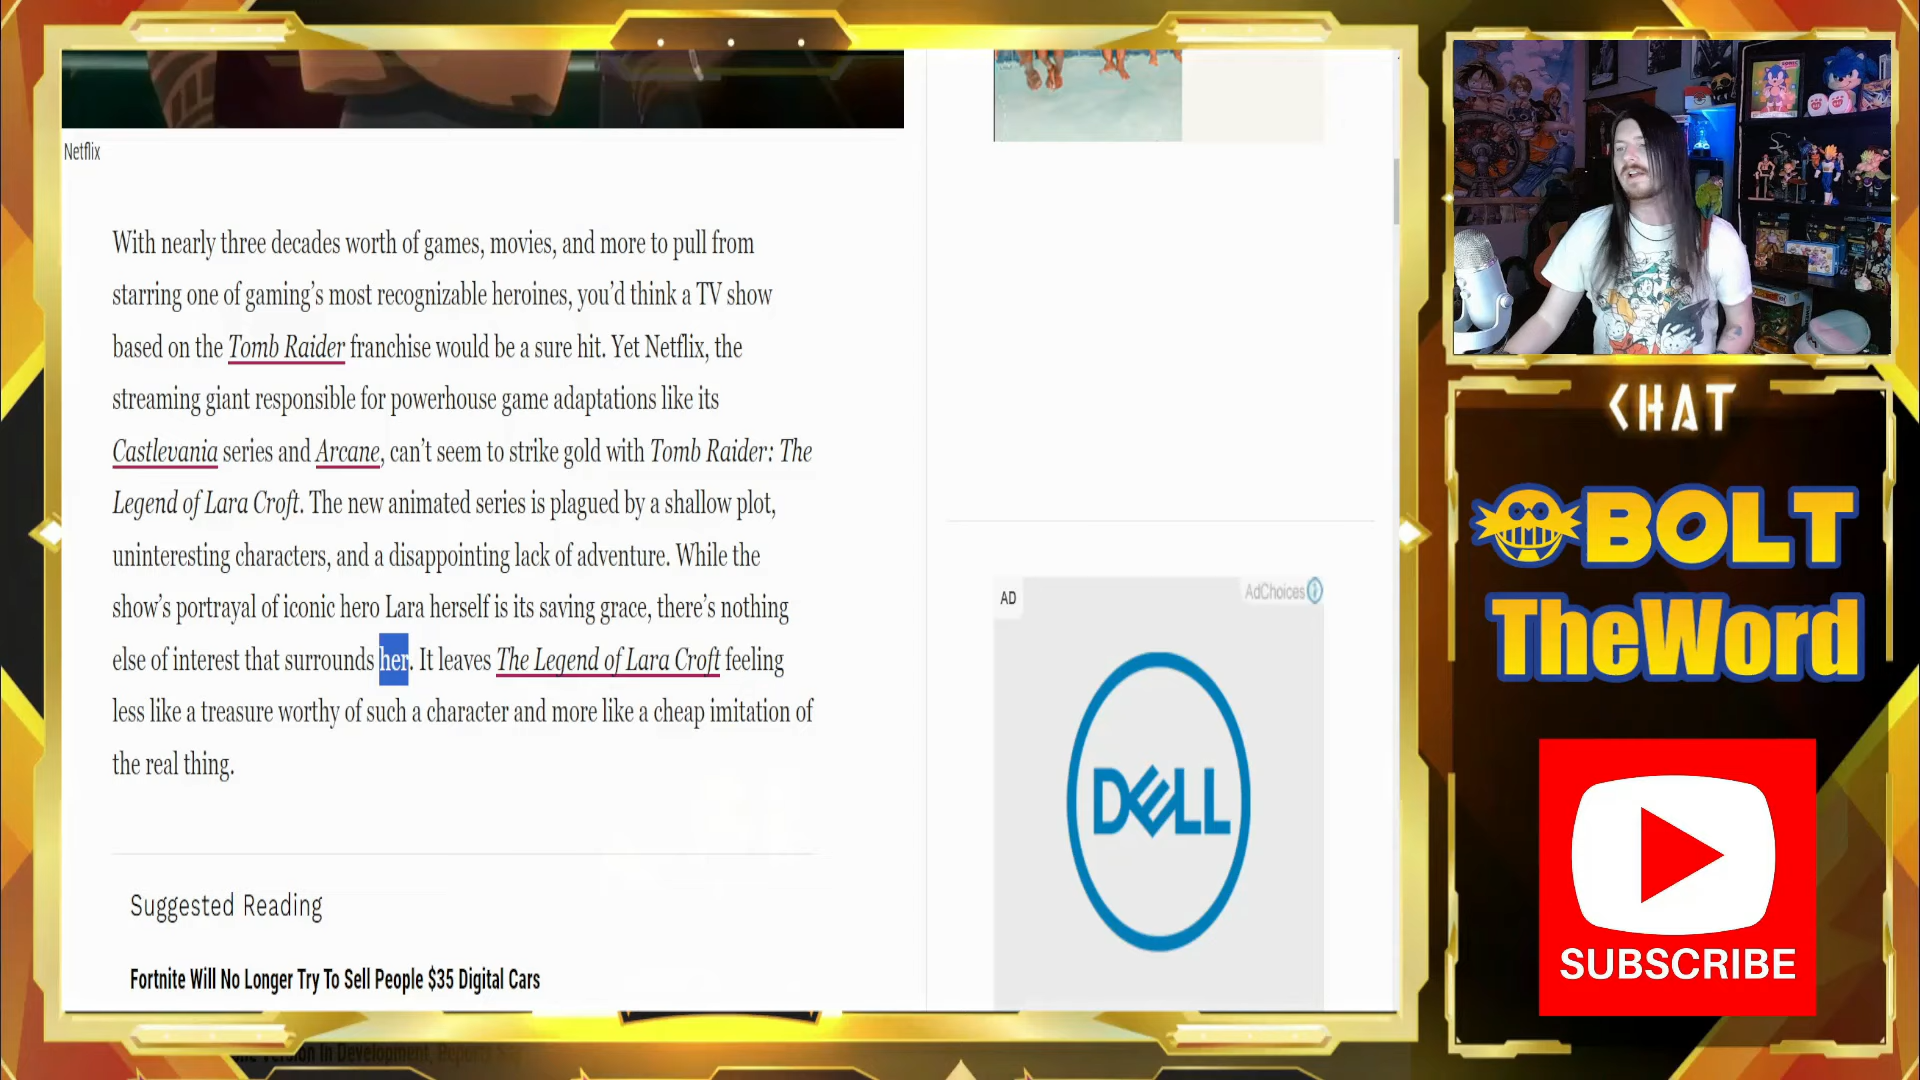 Netflix
With nearly three decades worth of games, movies, and more to pull from
starring one of gaming's most recognizable heroines, you'd think a TV show
based on the Tomb Raider franchise would be a sure hit. Yet Netflix, the
streaming giant responsible for powerhouse game adaptations like its
Castlevania series and Arcane, can't seem to strike gold with Tomb Raider: The
Legend of Lara Croft. The new animated series is plagued by a shallow plot,
uninteresting characters, and a disappointing lack of adventure. While the
show's portrayal of iconic hero Lara herself is its saving grace, there's nothing
else of interest that surrounds her. It leaves The Legend of Lara Croft feeling
less like a treasure worthy of such a character and more like a cheap imitation of
the real thing.
Suggested Reading
Fortnite Will No Longer Try To Sell People $35 Digital Cars
AD
AdChoices
DELL
CHAT
BOLT
TheWord
SUBSCRIBE
In Development,